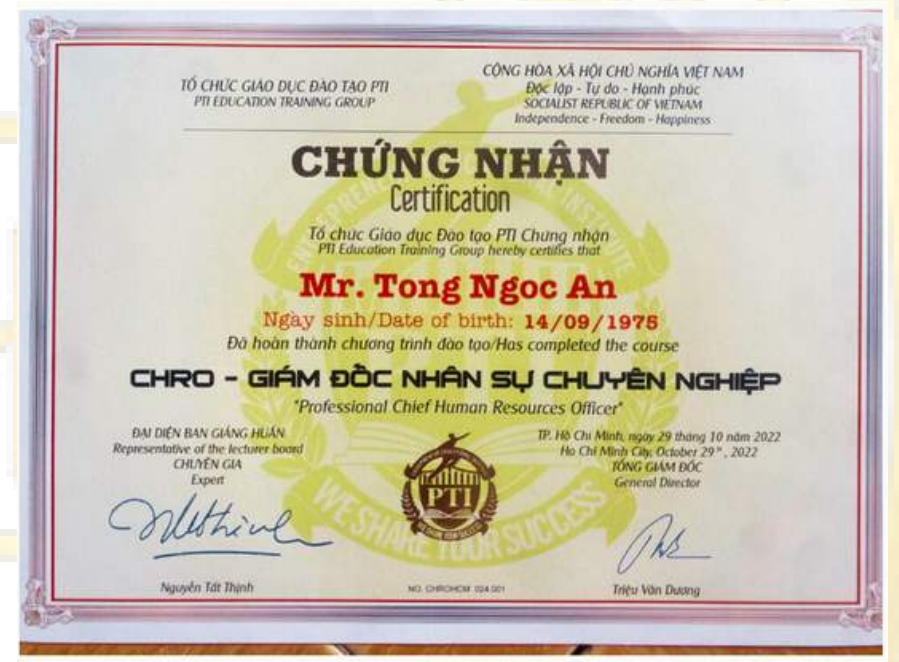 TỔ CHỨC GIÁO DỤC ĐÀO TẠO PTI
PTI EDUCATION TRAINING GROUP
CỘNG HÒA XÃ HỘI CHỦ NGHĨA VIỆT NAM
Độc lập - Tự do - Hạnh phúc
SOCIALIST REPUBLIC OF VIETNAM
Independence - Freedom - Happiness
CHỨNG NHẬN
Certification
Tổ chức Giáo dục Đào tạo PTI Chứng nhận
PTI Education Training Group hereby certifies that
Mr. Tong Ngoc An
Ngày sinh/Date of birth: 14/09/1975
Đã hoàn thành chương trình đào tạo/Has completed the course
CHRO - GIÁM ĐỐC NHÂN SỰ CHUYÊN NGHIỆP
"Professional Chief Human Resources Officer"
ĐẠI DIỆN BAN GIẢNG HUẤN
Representative of the lecturer board
CHUYÊN GIA
Expert
TP. Hồ Chí Minh, ngày 29 tháng 10 năm 2022
Ho Chi Minh City, October 29th, 2022
TỔNG GIÁM ĐỐC
General Director
PTI
WE SHARE YOUR SUCCESS
Nguyễn Tất Thịnh
NO. CHROHCM 024.001
Triệu Văn Dương